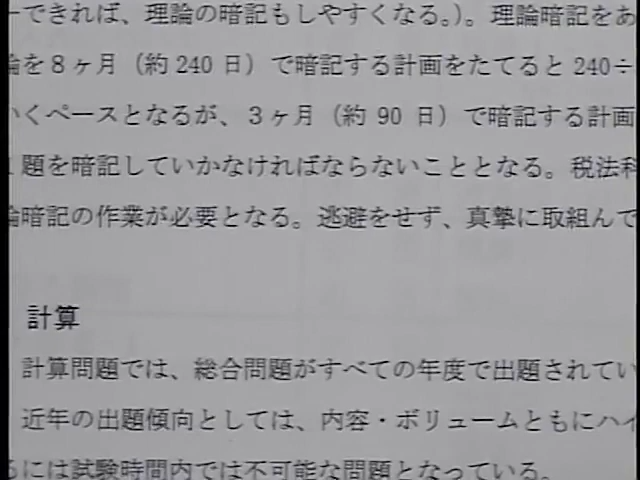 できれば、理論の暗記もしやすくなる。)。理論暗記をあ
論を8ヶ月（約240日）で暗記する計画をたてると240÷
いくペースとなるが、3ヶ月（約90日）で暗記する計画
題を暗記していかなければならないこととなる。税法科
論暗記の作業が必要となる。逃避をせず、真摯に取組んで
計算
計算問題では、総合問題がすべての年度で出題されてい
近年の出題傾向としては、内容・ボリュームともにハイ
るには試験時間内では不可能な問題となっている。